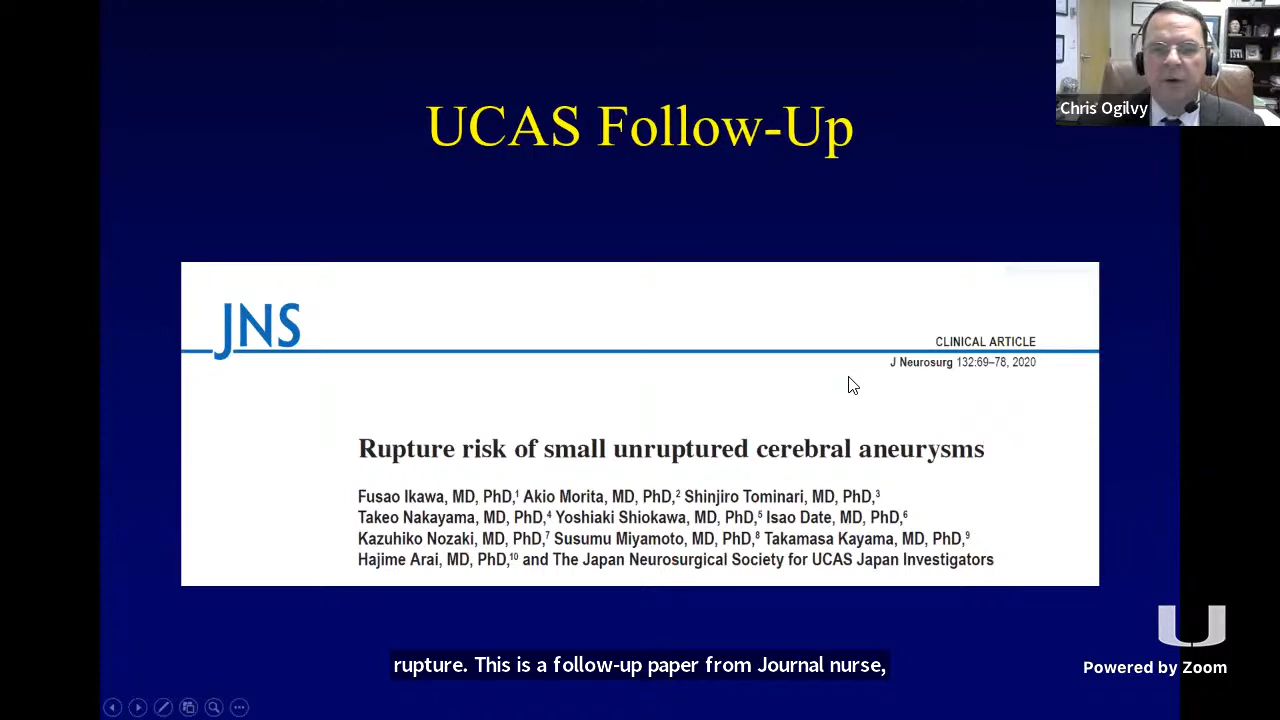 Chris Ogilvy
UCAS Follow-Up
JNS
CLINICAL ARTICLE
J Neurosurg 132:69–78, 2020
Rupture risk of small unruptured cerebral aneurysms
Fusao Ikawa, MD, PhD,¹ Akio Morita, MD, PhD,² Shinjiro Tominari, MD, PhD,³
Takeo Nakayama, MD, PhD,⁴ Yoshiaki Shiokawa, MD, PhD,⁵ Isao Date, MD, PhD,⁶
Kazuhiko Nozaki, MD, PhD,⁷ Susumu Miyamoto, MD, PhD,⁸ Takamasa Kayama, MD, PhD,⁹
Hajime Arai, MD, PhD,¹⁰ and The Japan Neurosurgical Society for UCAS Japan Investigators
U
rupture. This is a follow-up paper from Journal nurse,
Powered by Zoom